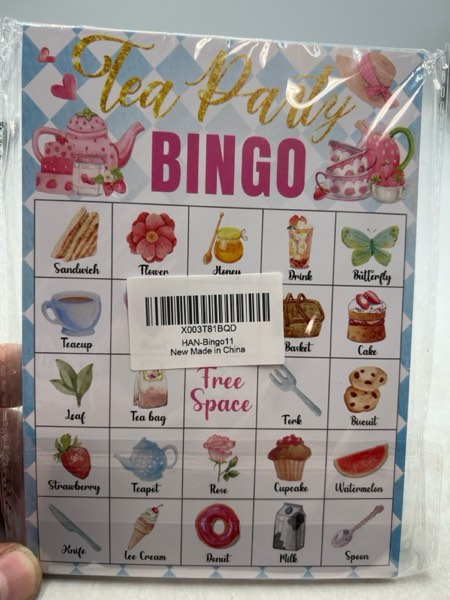 Tea Party
BINGO
Sandwich Flower Honey Drink Butterfly
X003T81BQD
HAN-Bingo11
New Made in China
Teacup Basket Cake
Leaf Tea bag Free Space Fork Biscuit
Strawberry Teapot Rose Cupcake Watermelon
Knife Ice Cream Donut Milk Spoon